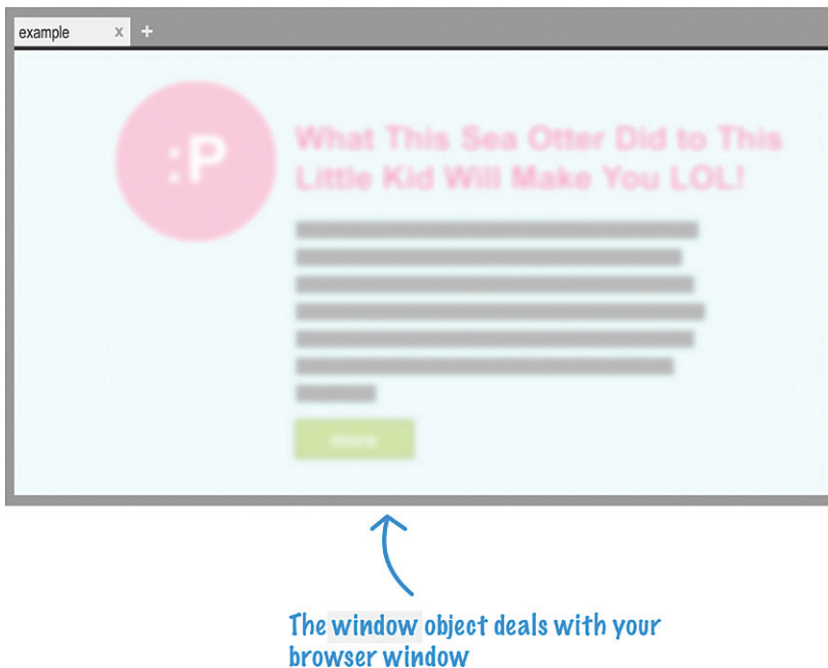 example x +
:P
What This Sea Otter Did to This
Little Kid Will Make You LOL!
more
The window object deals with your
browser window